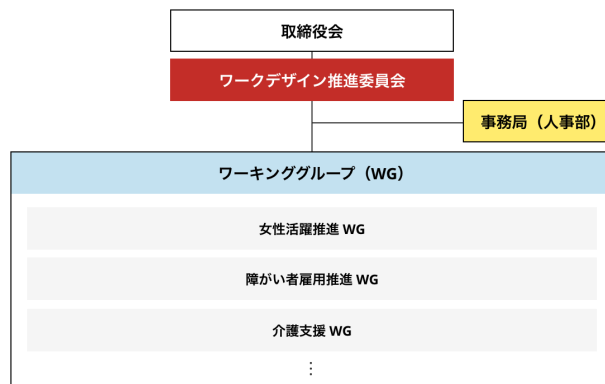 取締役会
ワークデザイン推進委員会
事務局（人事部）
ワーキンググループ（WG）
女性活躍推進 WG
障がい者雇用推進 WG
介護支援 WG
⋮